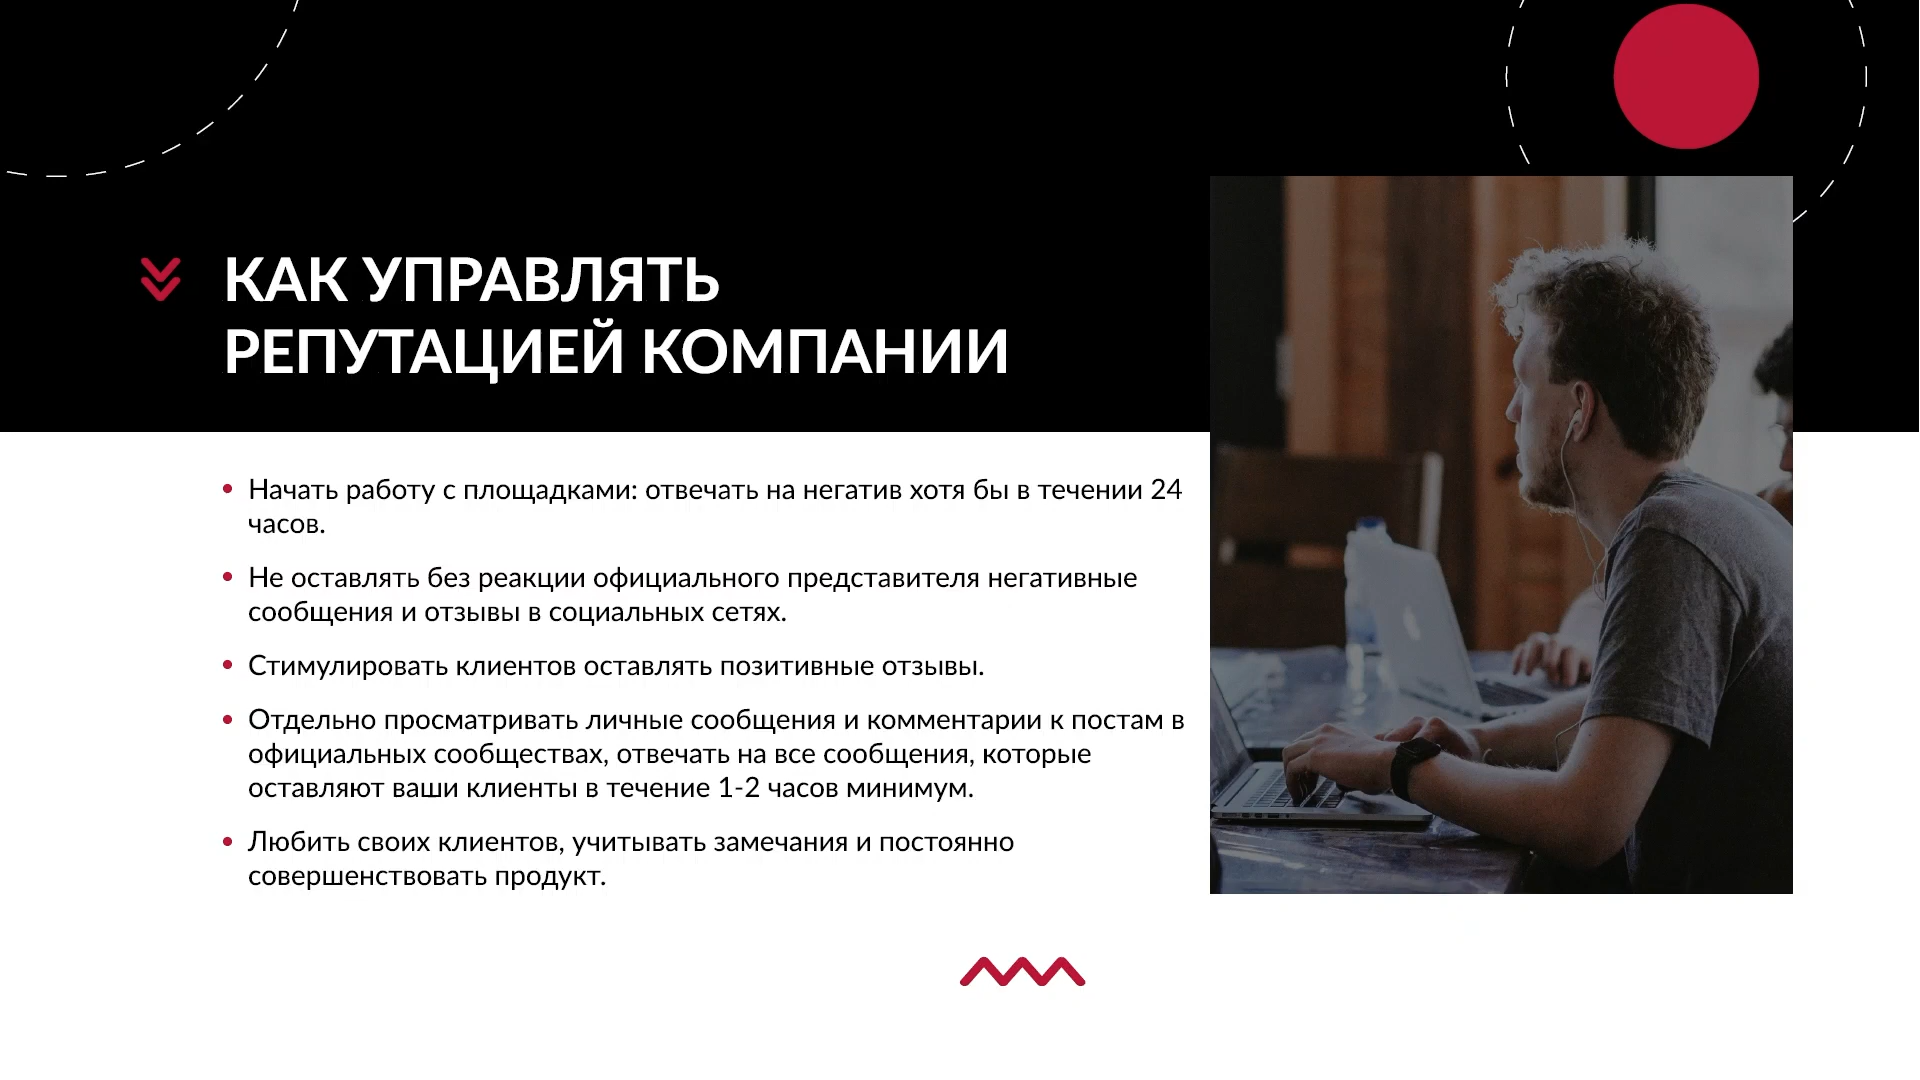 КАК УПРАВЛЯТЬ
РЕПУТАЦИЕЙ КОМПАНИИ
• Начать работу с площадками: отвечать на негатив хотя бы в течении 24
часов.
• Не оставлять без реакции официального представителя негативные
сообщения и отзывы в социальных сетях.
• Стимулировать клиентов оставлять позитивные отзывы.
• Отдельно просматривать личные сообщения и комментарии к постам в
официальных сообществах, отвечать на все сообщения, которые
оставляют ваши клиенты в течение 1-2 часов минимум.
• Любить своих клиентов, учитывать замечания и постоянно
совершенствовать продукт.